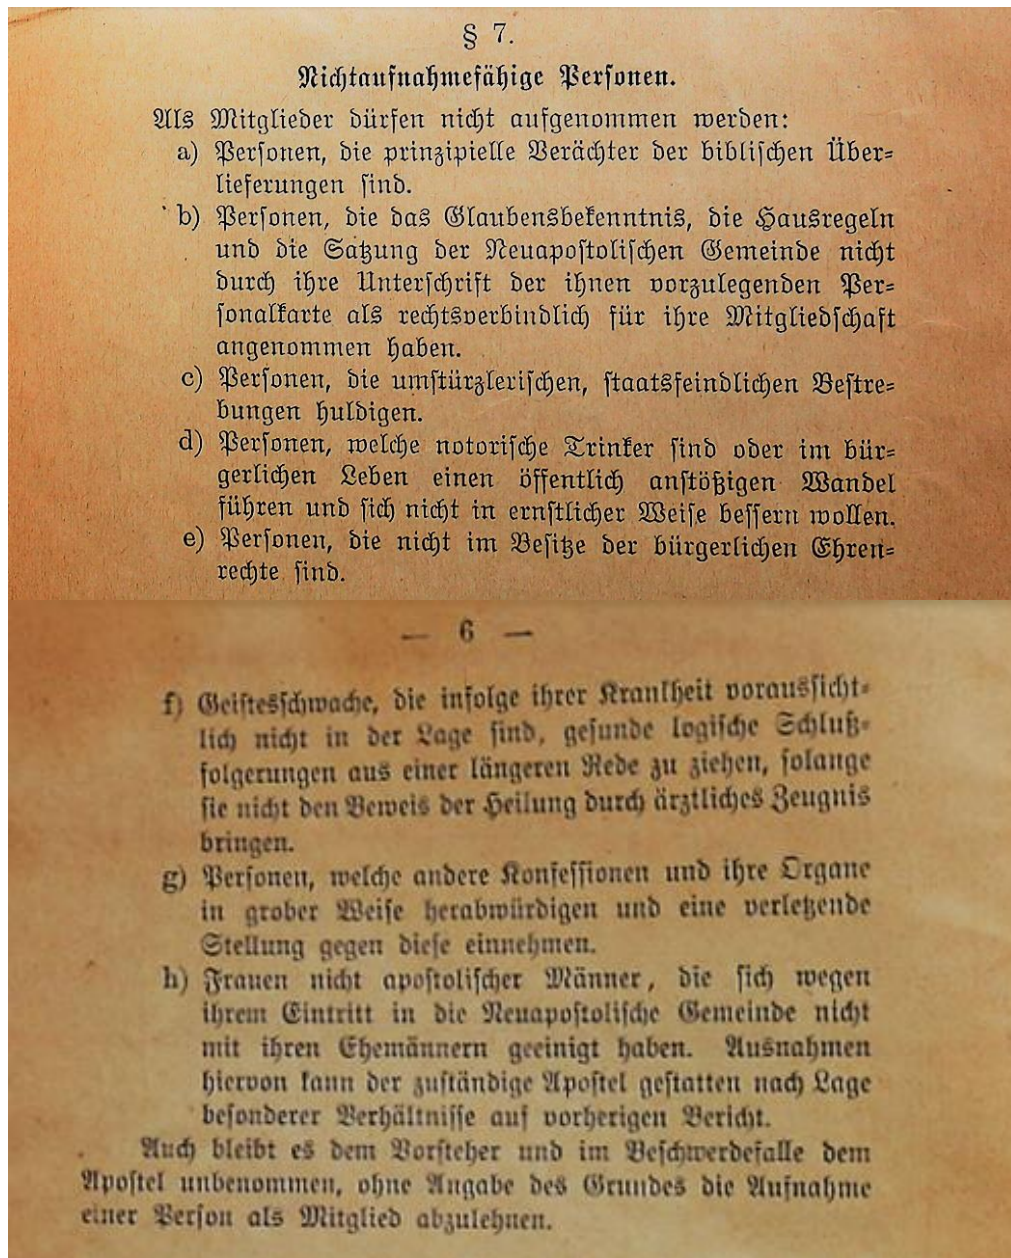 § 7.
Nichtaufnahmefähige Personen.
Als Mitglieder dürfen nicht aufgenommen werden:
a) Personen, die prinzipielle Verächter der biblischen Über-
lieferungen sind.
b) Personen, die das Glaubensbekenntnis, die Hausregeln
und die Satzung der Neuapostolischen Gemeinde nicht
durch ihre Unterschrift der ihnen vorzulegenden Per-
sonalkarte als rechtsverbindlich für ihre Mitgliedschaft
angenommen haben.
c) Personen, die umstürzlerischen, staatsfeindlichen Bestre-
bungen huldigen.
d) Personen, welche notorische Trinker sind oder im bür-
gerlichen Leben einen öffentlich anstößigen Wandel
führen und sich nicht in ernstlicher Weise bessern wollen.
e) Personen, die nicht im Besitze der bürgerlichen Ehren-
rechte sind.
— 6 —
f) Geistesschwache, die infolge ihrer Krankheit voraussicht-
lich nicht in der Lage sind, gesunde logische Schluß-
folgerungen aus einer längeren Rede zu ziehen, solange
sie nicht den Beweis der Heilung durch ärztliches Zeugnis
bringen.
g) Personen, welche andere Konfessionen und ihre Organe
in grober Weise herabwürdigen und eine verletzende
Stellung gegen diese einnehmen.
h) Frauen nicht apostolischer Männer, die sich wegen
ihrem Eintritt in die Neuapostolische Gemeinde nicht
mit ihren Ehemännern geeinigt haben. Ausnahmen
hiervon kann der zuständige Apostel gestatten nach Lage
besonderer Verhältnisse auf vorherigen Bericht.
Auch bleibt es dem Vorsteher und im Beschwerdefalle dem
Apostel unbenommen, ohne Angabe des Grundes die Aufnahme
einer Person als Mitglied abzulehnen.